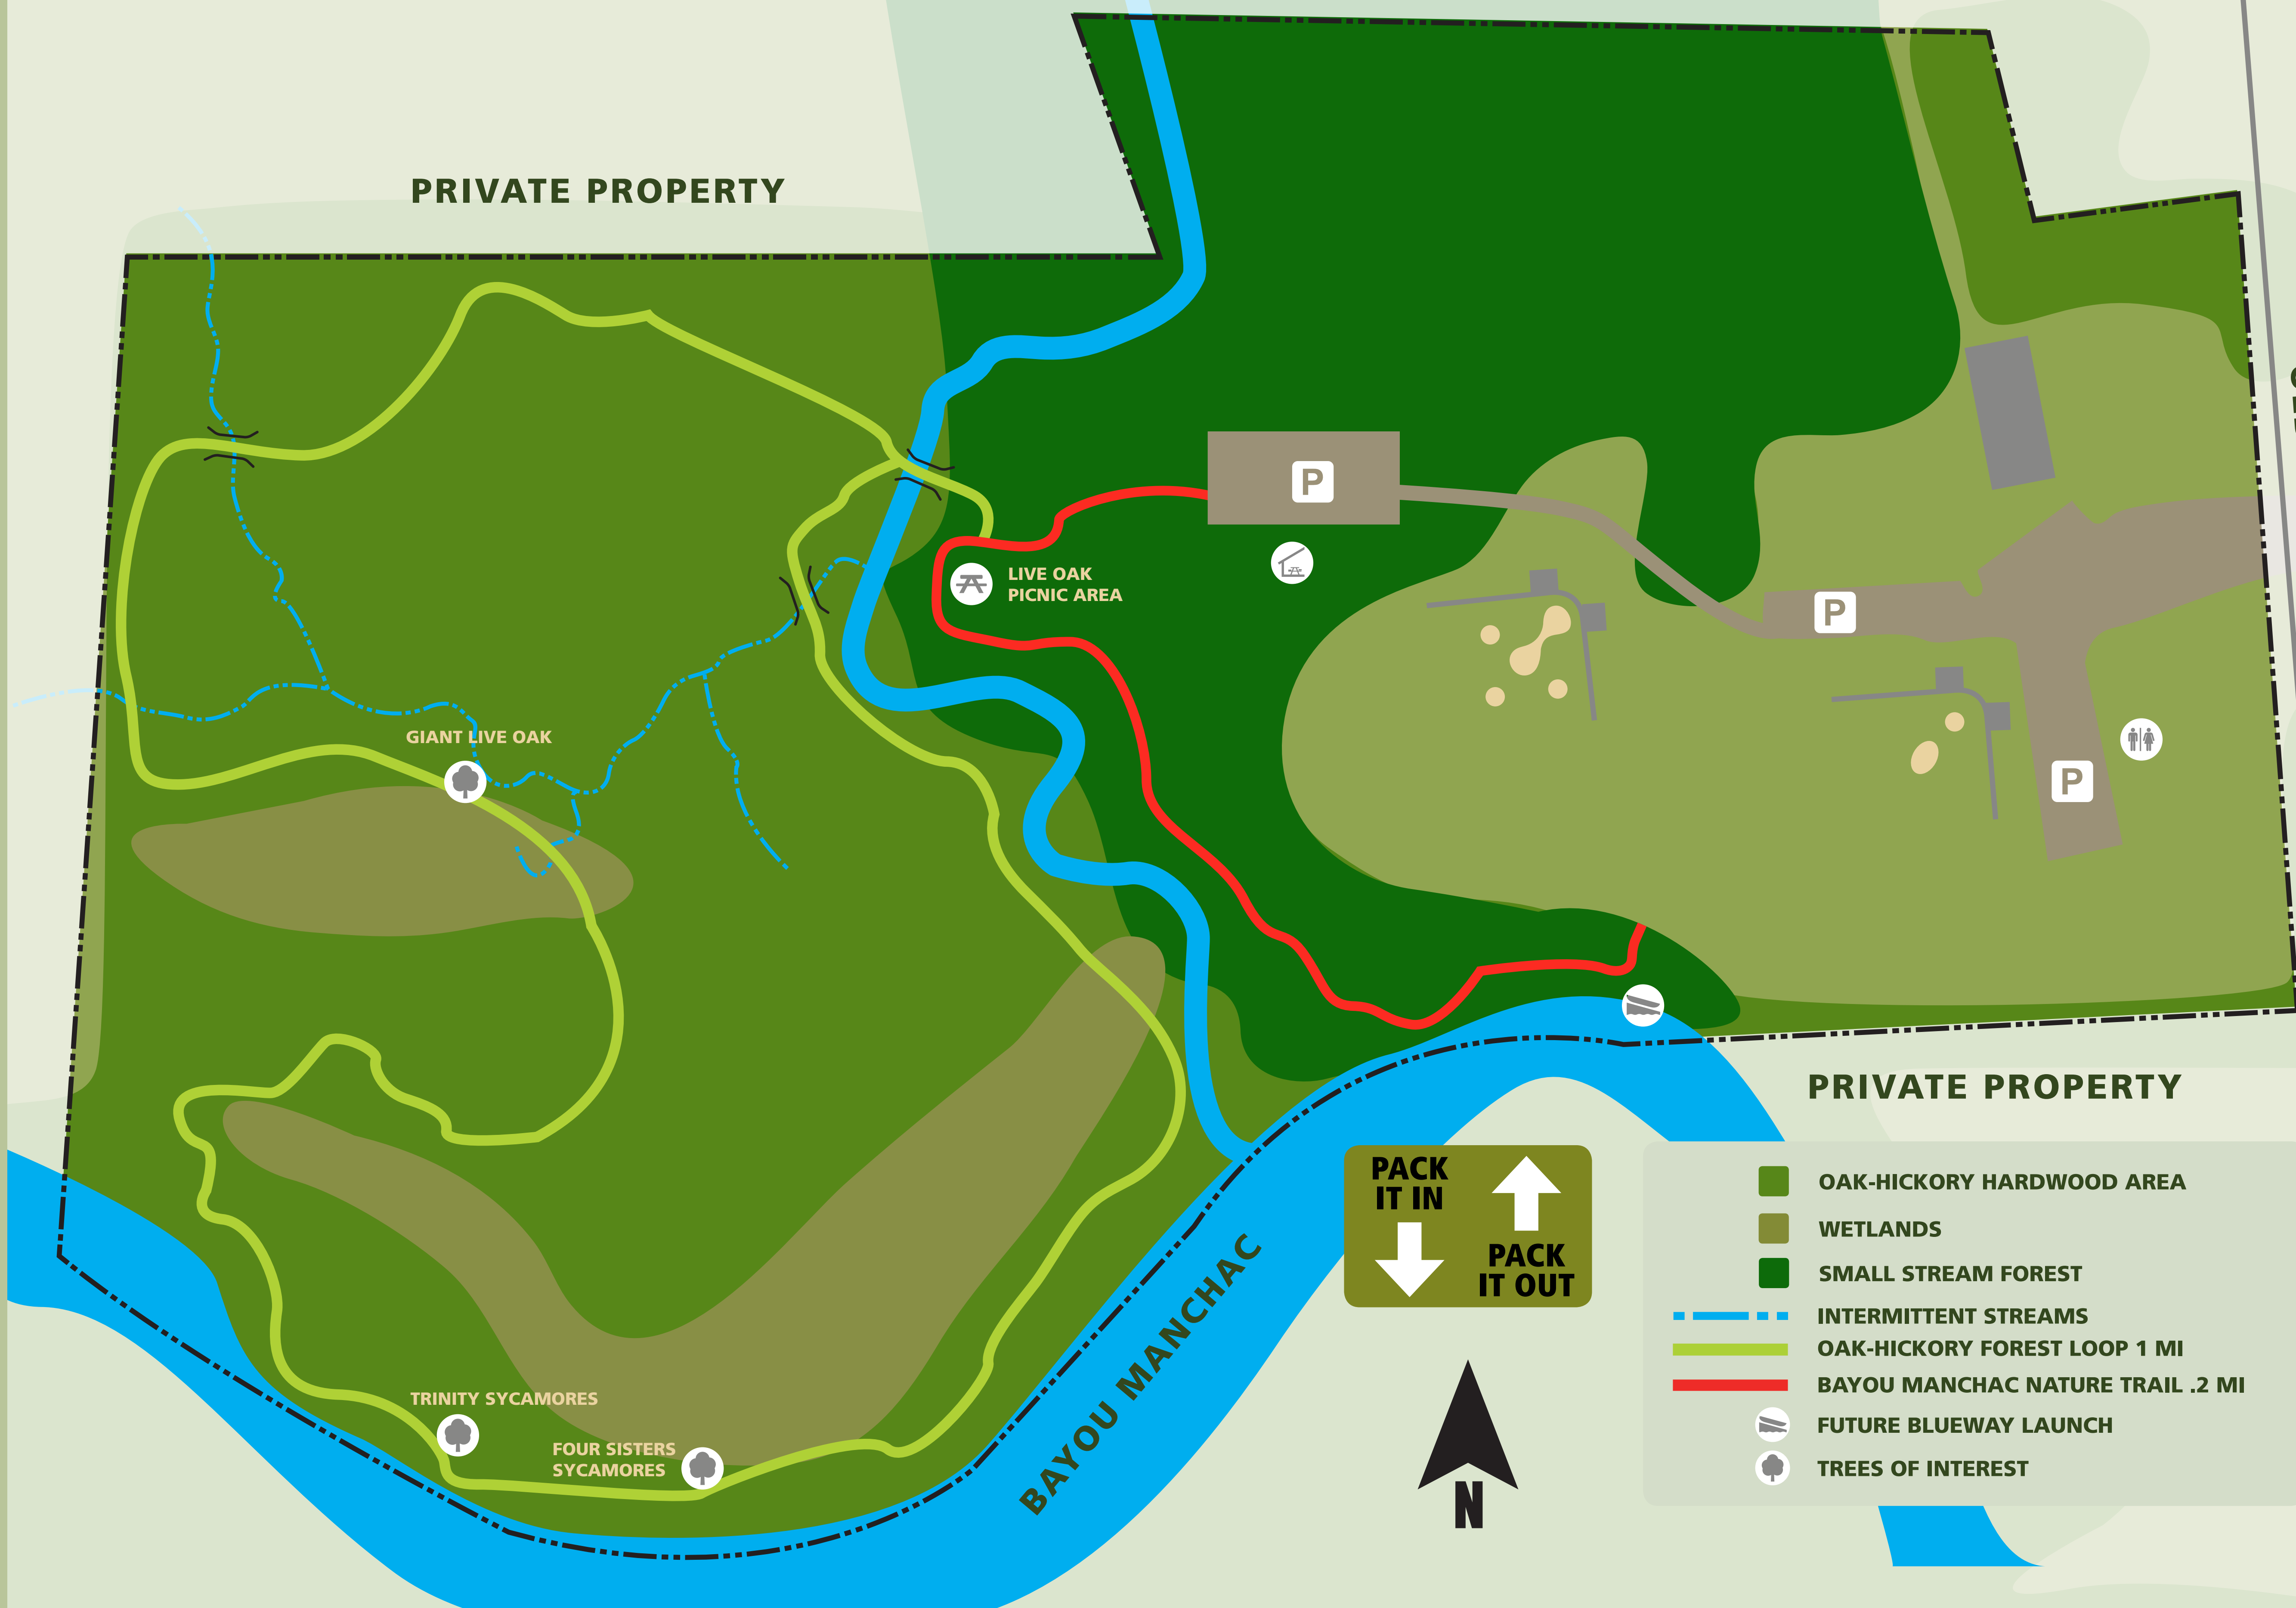 PRIVATE PROPERTY
P
LIVE OAK
PICNIC AREA
P
GIANT LIVE OAK
P
PRIVATE PROPERTY
PACK
IT IN
PACK
IT OUT
BAYOU MANCHAC
TRINITY SYCAMORES
FOUR SISTERS
SYCAMORES
N
OAK-HICKORY HARDWOOD AREA
WETLANDS
SMALL STREAM FOREST
INTERMITTENT STREAMS
OAK-HICKORY FOREST LOOP 1 MI
BAYOU MANCHAC NATURE TRAIL .2 MI
FUTURE BLUEWAY LAUNCH
TREES OF INTEREST